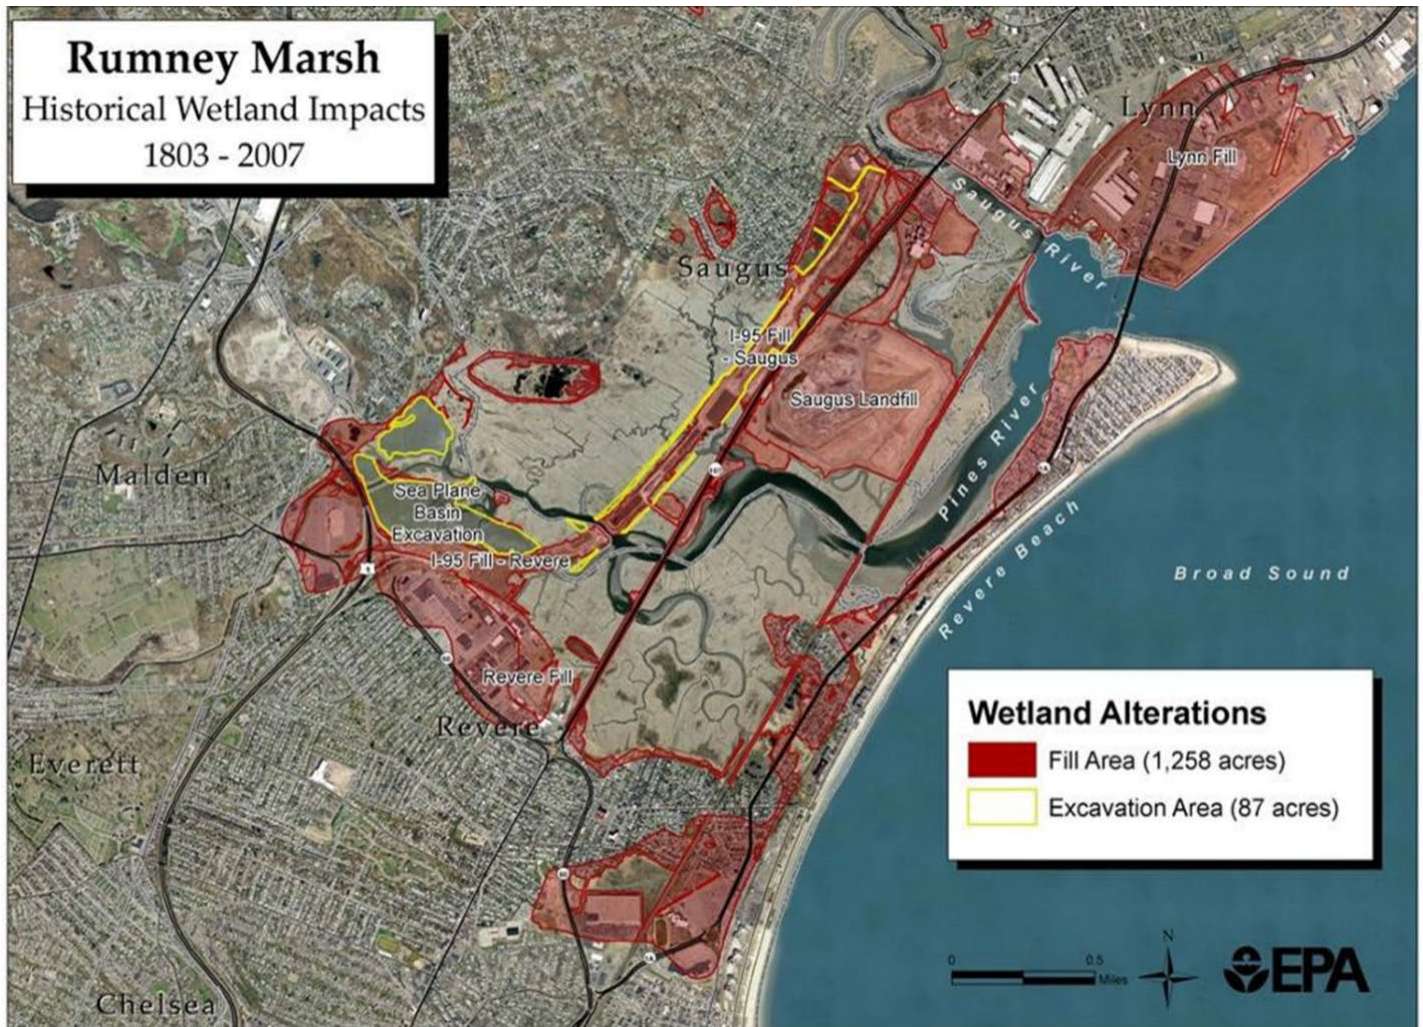 Rumney Marsh
Historical Wetland Impacts
1803 - 2007
Lynn
Lynn Fill
Saugus River
Saugus
I-95 Fill
- Saugus
Saugus Landfill
Malden
Sea Plane
Basin
Excavation
I-95 Fill - Revere
Pines River
Revere Beach
Broad Sound
Revere Fill
Revere
Everett
Chelsea
Wetland Alterations
Fill Area (1,258 acres)
Excavation Area (87 acres)
0 0.5
Miles
N
EPA